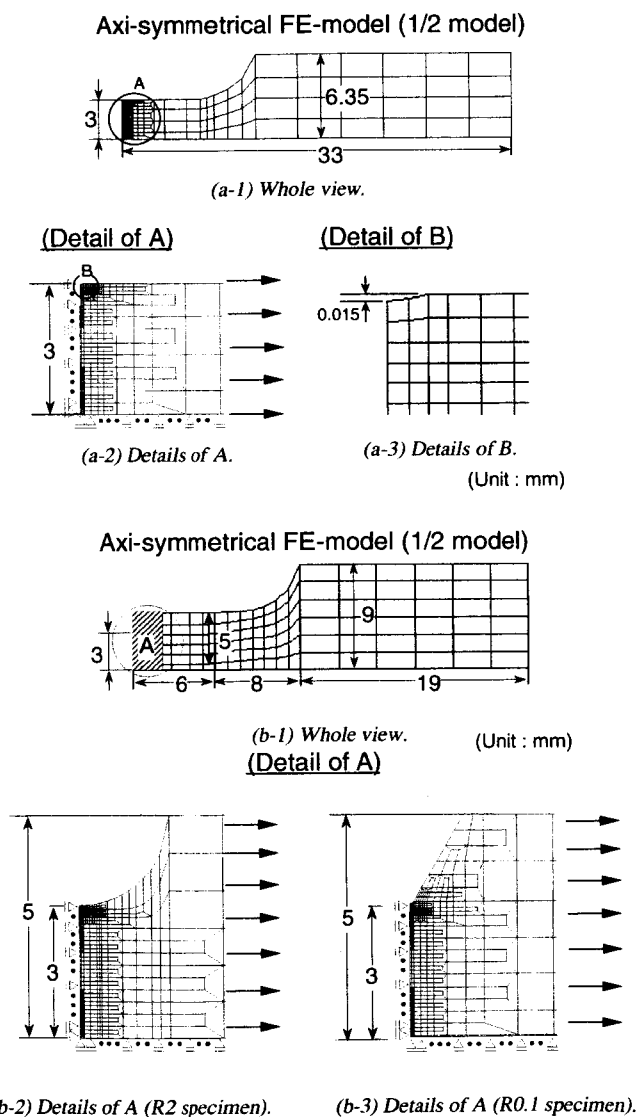 Axi-symmetrical FE-model (1/2 model)
A
3
6.35
33
(a-1) Whole view.
(Detail of A)
(Detail of B)
B
3
0.015
(a-2) Details of A.
(a-3) Details of B.
(Unit : mm)
Axi-symmetrical FE-model (1/2 model)
A
3
5
9
6
8
19
(b-1) Whole view.
(Unit : mm)
(Detail of A)
5
3
5
3
b-2) Details of A (R2 specimen).
(b-3) Details of A (R0.1 specimen).